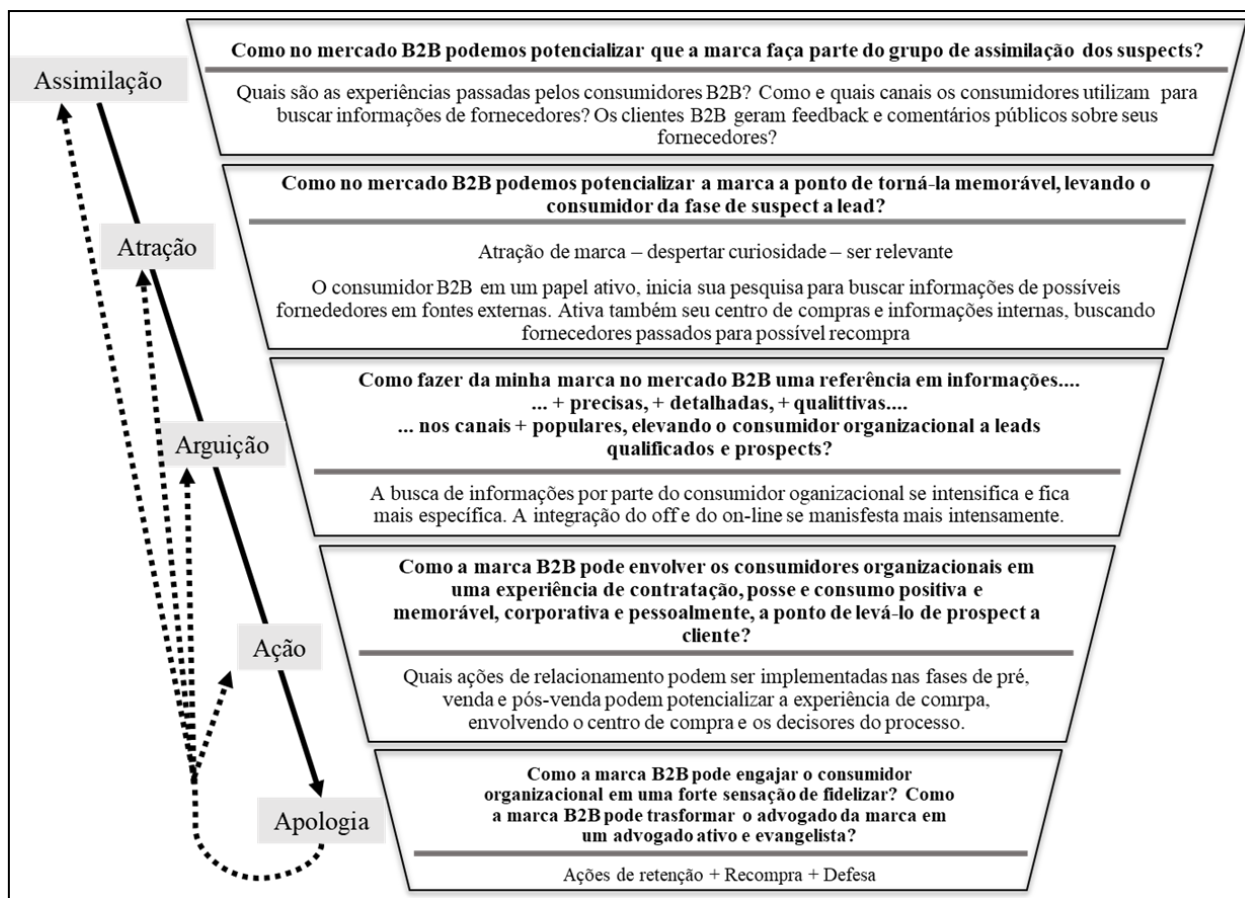 Assimilação
Como no mercado B2B podemos potencializar que a marca faça parte do grupo de assimilação dos suspects?
Quais são as experiências passadas pelos consumidores B2B? Como e quais canais os consumidores utilizam para
buscar informações de fornecedores? Os clientes B2B geram feedback e comentários públicos sobre seus
fornecedores?
Atração
Como no mercado B2B podemos potencializar a marca a ponto de torná-la memorável, levando o
consumidor da fase de suspect a lead?
Atração de marca – despertar curiosidade – ser relevante
O consumidor B2B em um papel ativo, inicia sua pesquisa para buscar informações de possíveis
fornededores em fontes externas. Ativa também seu centro de compras e informações internas, buscando
fornecedores passados para possível recompra
Arguição
Como fazer da minha marca no mercado B2B uma referência em informações....
... + precisas, + detalhadas, + qualittivas....
... nos canais + populares, elevando o consumidor organizacional a leads
qualificados e prospects?
A busca de informações por parte do consumidor oganizacional se intensifica e fica
mais específica. A integração do off e do on-line se manisfesta mais intensamente.
Ação
Como a marca B2B pode envolver os consumidores organizacionais em
uma experiência de contratação, posse e consumo positiva e
memorável, corporativa e pessoalmente, a ponto de levá-lo de prospect a
cliente?
Quais ações de relacionamento podem ser implementadas nas fases de pré,
venda e pós-venda podem potencializar a experiência de comrpa,
envolvendo o centro de compra e os decisores do processo.
Apologia
Como a marca B2B pode engajar o consumidor
organizacional em uma forte sensação de fidelizar? Como
a marca B2B pode trasformar o advogado da marca em
um advogado ativo e evangelista?
Ações de retenção + Recompra + Defesa